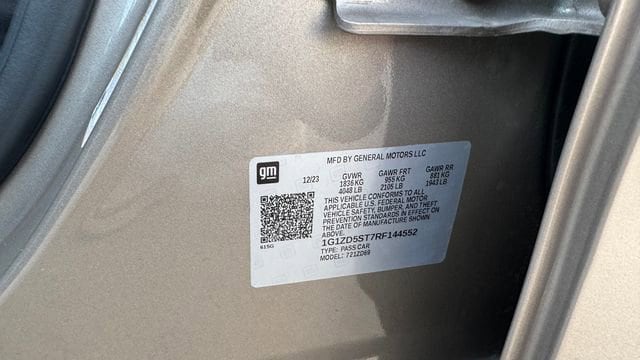 MFD BY GENERAL MOTORS LLC
gm
12/23
GVWR GAWR FRT GAWR RR
1836 KG 955 KG 881 KG
4048 LB 2105 LB 1943 LB
THIS VEHICLE CONFORMS TO ALL
APPLICABLE U.S. FEDERAL MOTOR
VEHICLE SAFETY, BUMPER, AND THEFT
PREVENTION STANDARDS IN EFFECT ON
THE DATE OF MANUFACTURE SHOWN
ABOVE.
1G1ZD5ST7RF144552
TYPE: PASS CAR
MODEL: 721ZD69